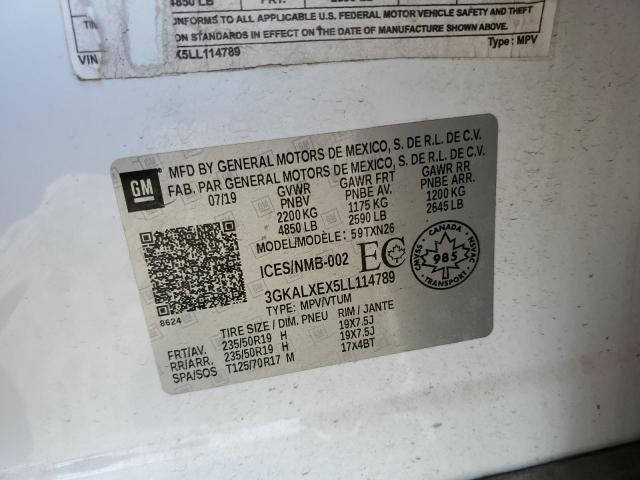 4850 LB
ONFORMS TO ALL APPLICABLE U.S. FEDERAL MOTOR VEHICLE SAFETY AND THEFT
ON STANDARDS IN EFFECT ON THE DATE OF MANUFACTURE SHOWN ABOVE.
VIN X5LL114789 Type: MPV
GM
MFD BY GENERAL MOTORS DE MEXICO, S. DE R.L. DE C.V.
FAB. PAR GENERAL MOTORS DE MEXICO, S. DE R.L. DE C.V.
07/19 GVWR GAWR FRT GAWR RR
PNBV PNBE AV. PNBE ARR.
2200 KG 1175 KG 1200 KG
4850 LB 2590 LB 2645 LB
MODEL/MODÈLE: 59TXN26
ICES/NMB-002 EC
CANADA
CMVSS 985 NSVAC
3GKALXEX5LL114789
TYPE: MPV/VTUM
8624
TIRE SIZE / DIM. PNEU RIM / JANTE
FRT/AV. 235/50R19 H 19X7.5J
RR/ARR. 235/50R19 H 19X7.5J
SPA/SOS T125/70R17 M 17X4BT